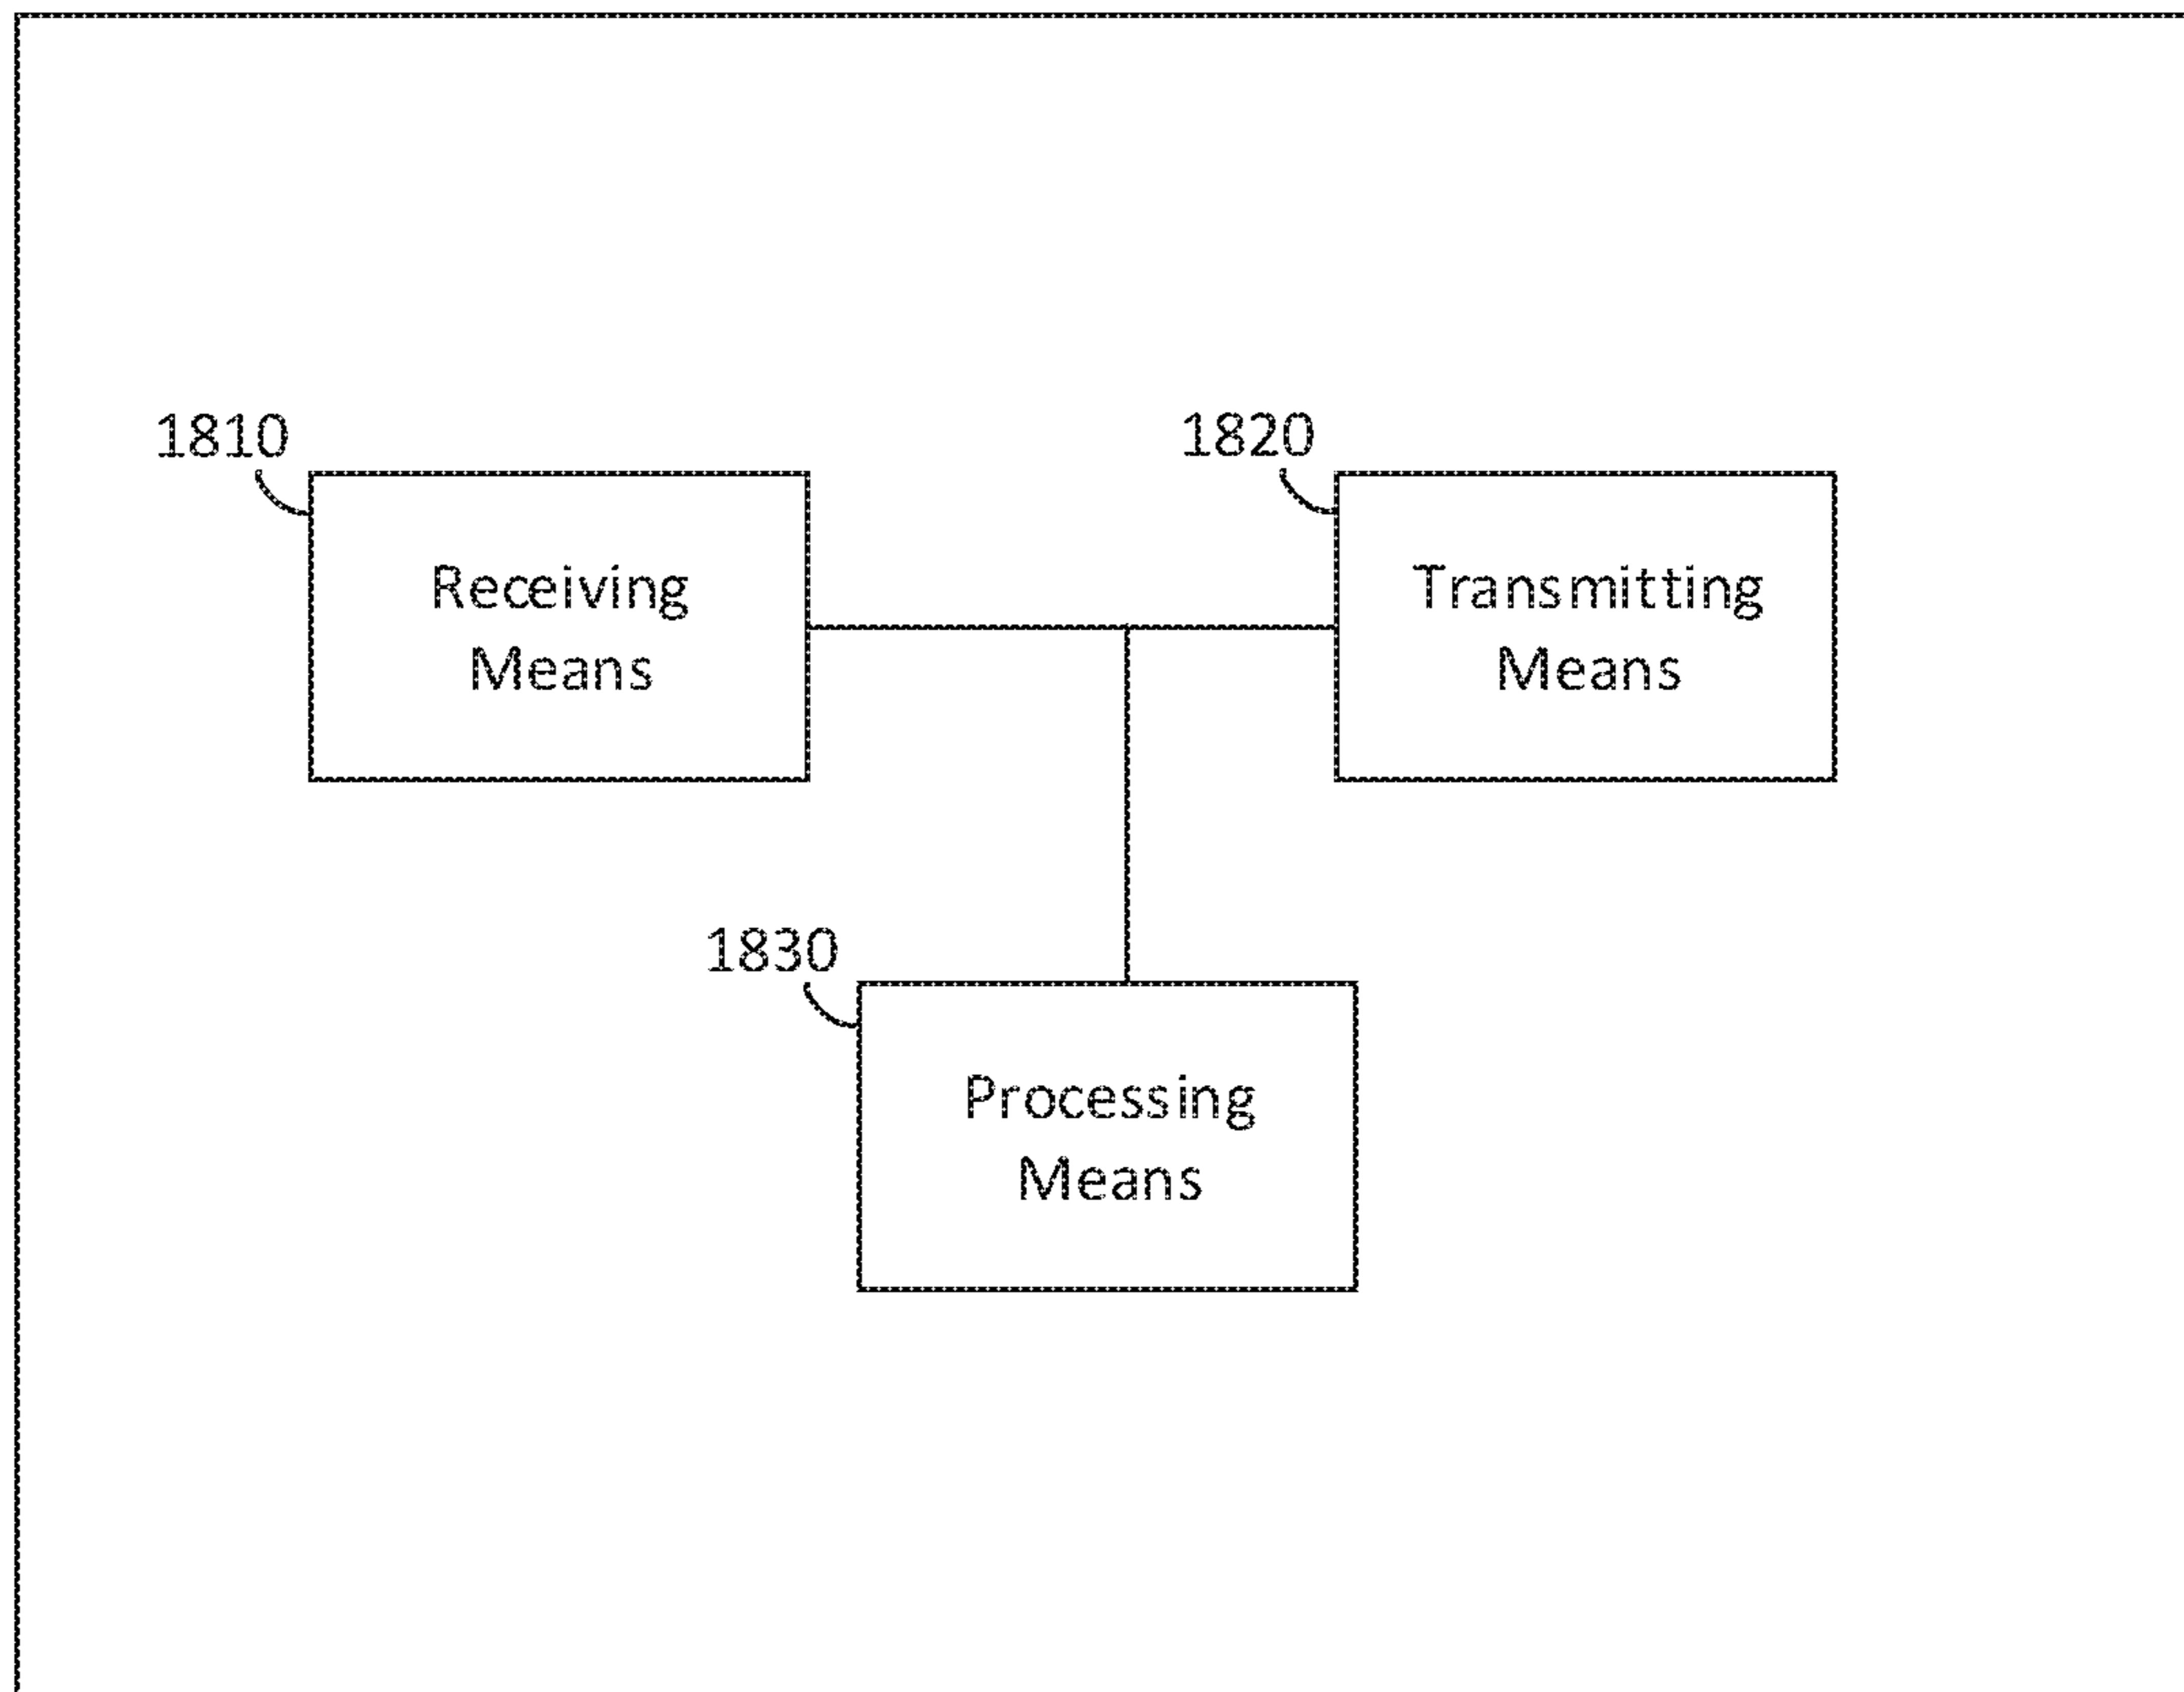 1810
Receiving
Means
1820
Transmitting
Means
1830
Processing
Means